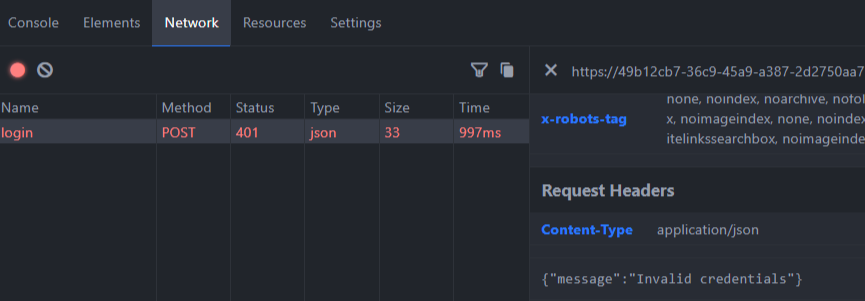 Console Elements Network Resources Settings
https://49b12cb7-36c9-45a9-a387-2d2750aa7
Name Method Status Type Size Time
login POST 401 json 33 997ms
none, noindex, noarchive, nofo
x-robots-tag x, noimageindex, none, noindex
itelinkssearchbox, noimageinde
Request Headers
Content-Type application/json
{"message":"Invalid credentials"}